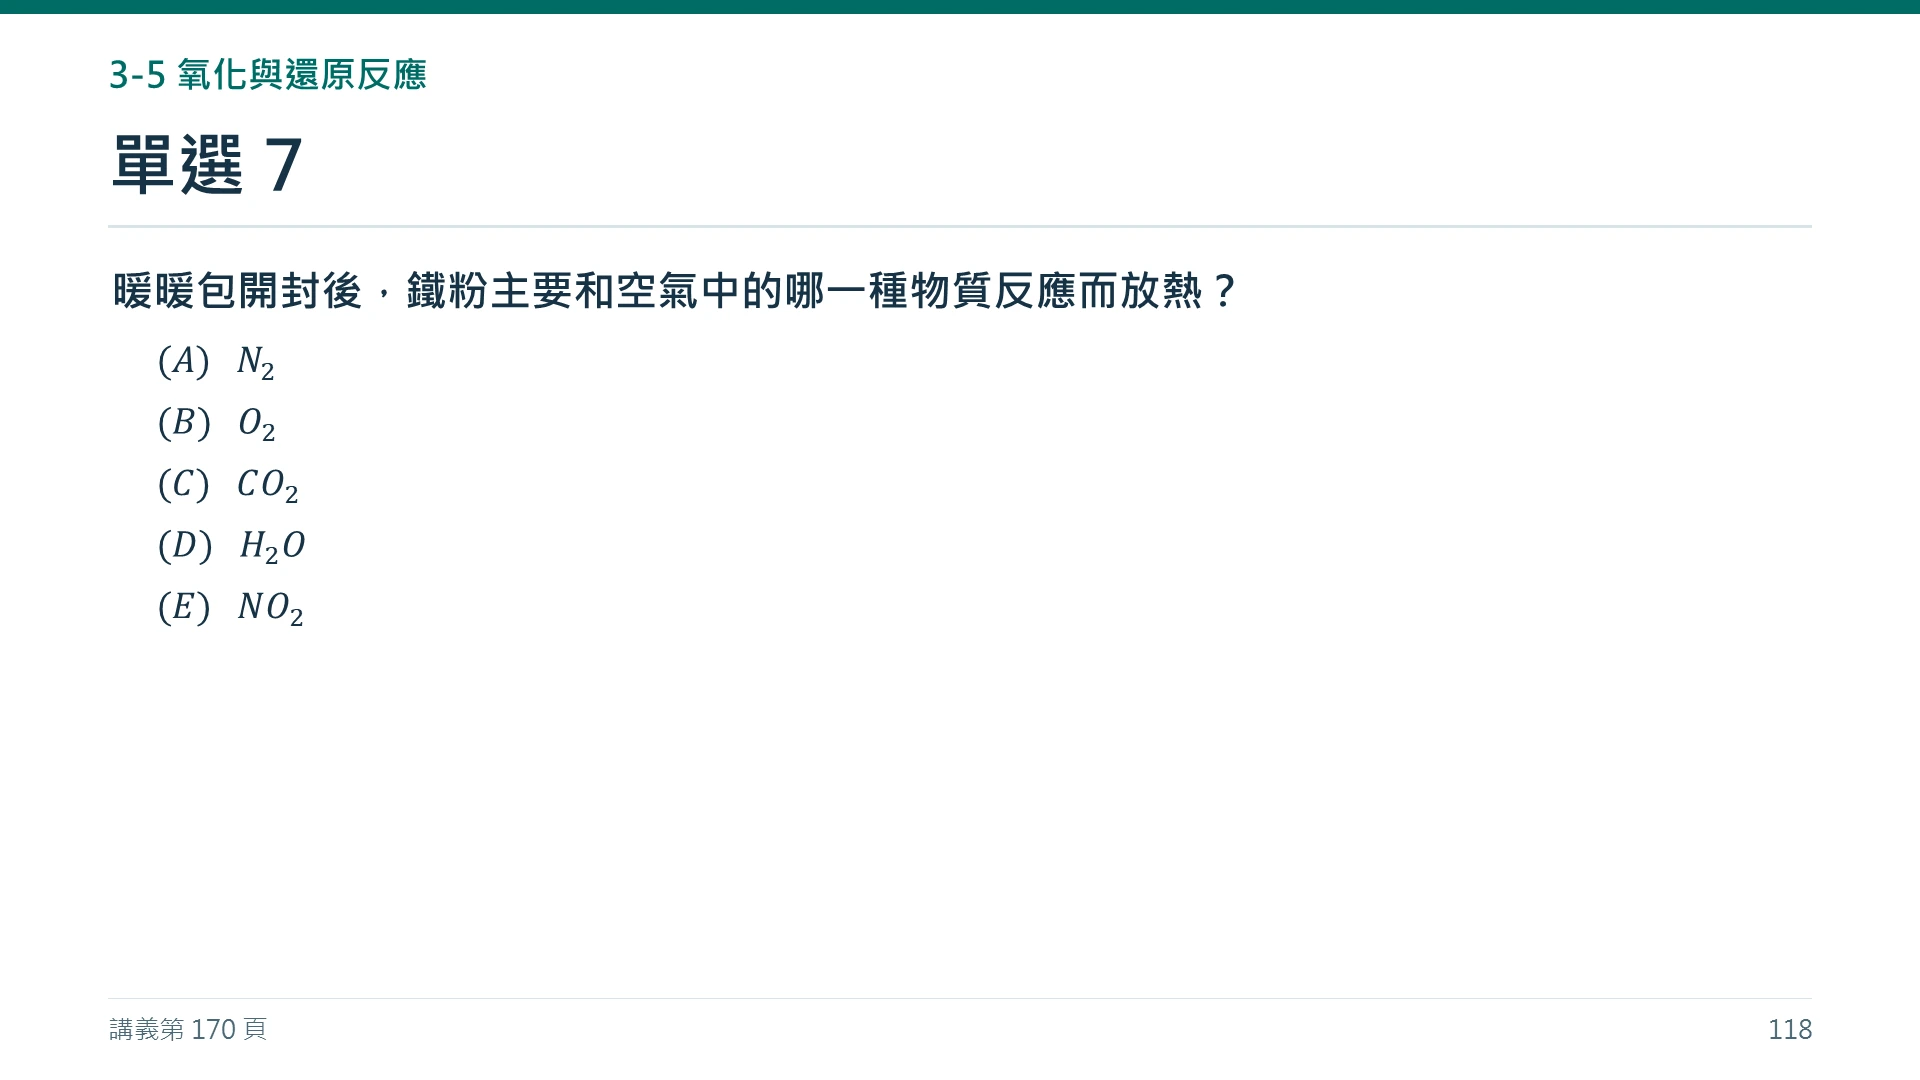 3-5 氧化與還原反應
單選 7
暖暖包開封後，鐵粉主要和空氣中的哪一種物質反應而放熱？
(A) N₂
(B) O₂
(C) CO₂
(D) H₂O
(E) NO₂
講義第 170 頁
118